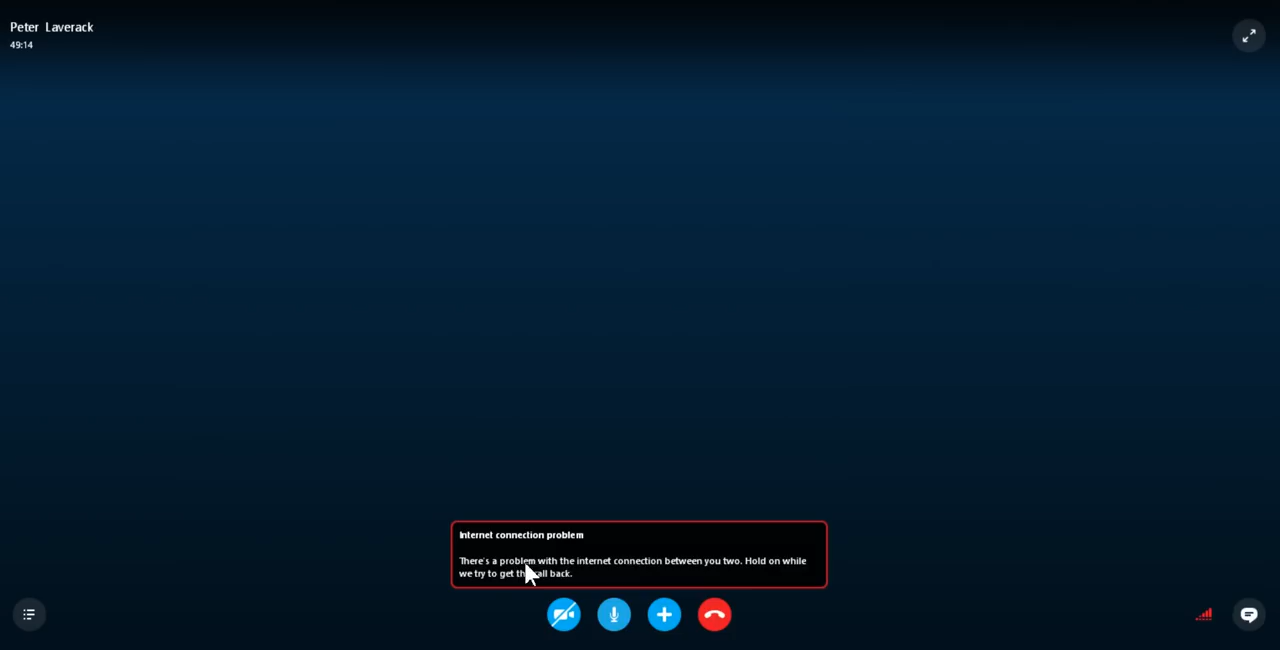 Peter Laverack
49:14
Internet connection problem
There's a problem with the internet connection between you two. Hold on while
we try to get call back.